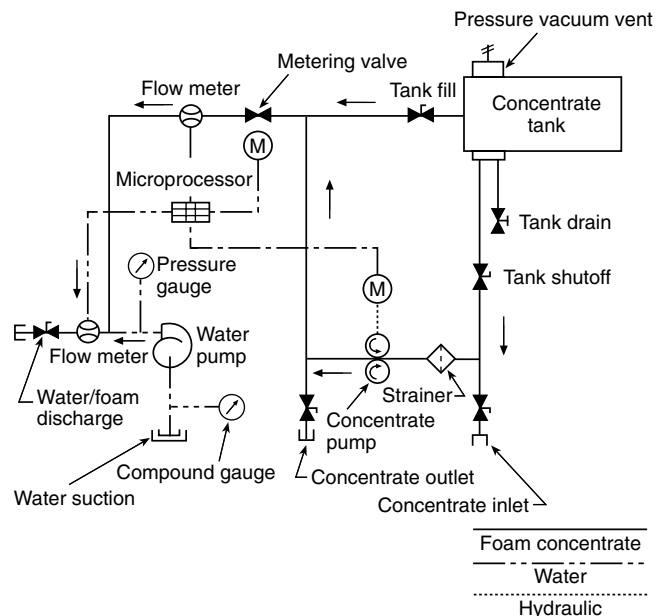 Pressure vacuum vent
Metering valve
Flow meter
Tank fill
Concentrate
tank
M
Microprocessor
Tank drain
Pressure
gauge
M
Tank shutoff
Water
pump
Flow meter
Strainer
Water/foam
discharge
Concentrate
pump
Compound gauge
Concentrate outlet
Water suction
Concentrate inlet
Foam concentrate
Water
Hydraulic